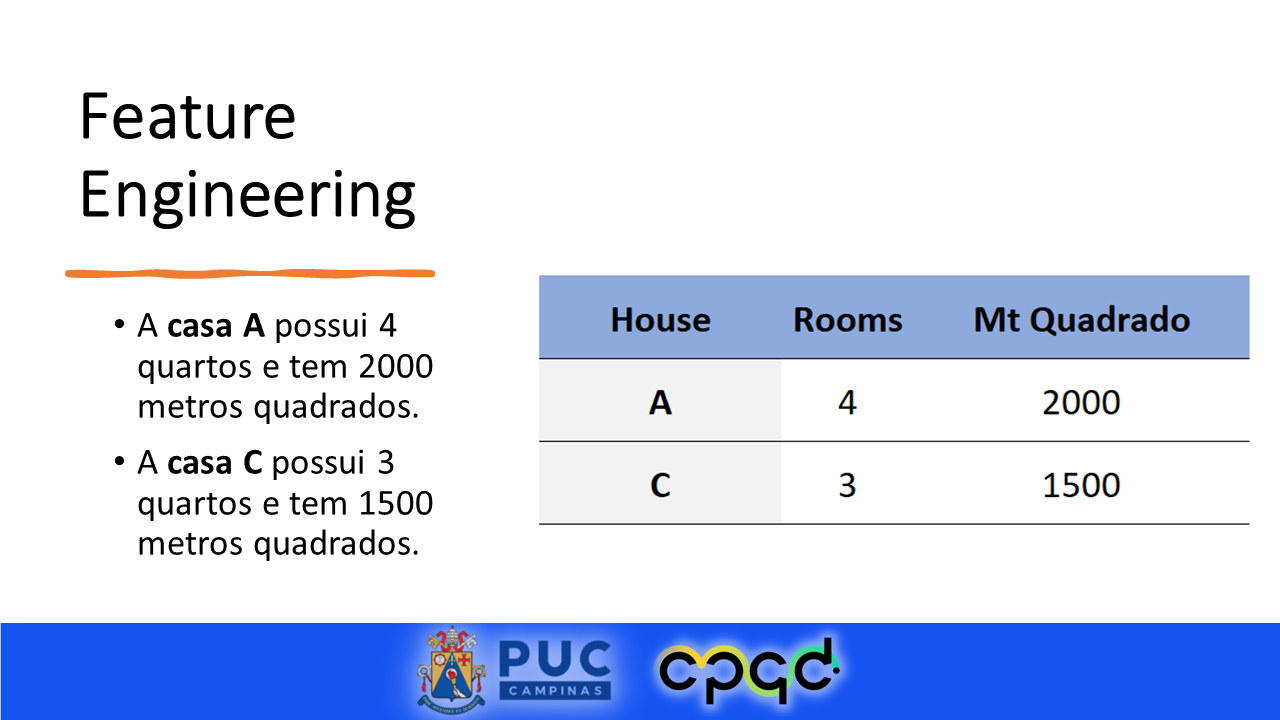 Feature
Engineering
• A casa A possui 4
quartos e tem 2000
metros quadrados.
• A casa C possui 3
quartos e tem 1500
metros quadrados.
House Rooms Mt Quadrado
A 4 2000
C 3 1500
PUC
CAMPINAS
cpqd